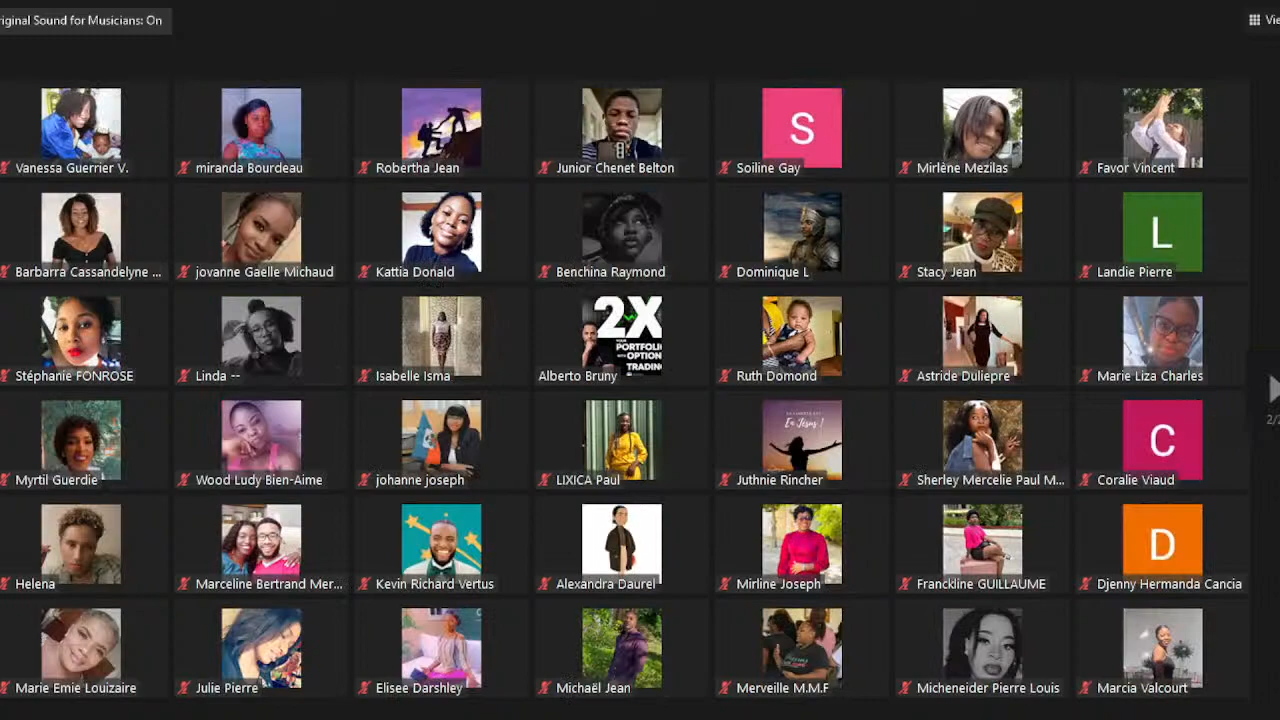 riginal Sound for Musicians: On
Vie
Vanessa Guerrier V.
miranda Bourdeau
Robertha Jean
Junior Chenet Belton
S
Soiline Gay
Mirlène Mezilas
Favor Vincent
Barbarra Cassandelyne ...
jovanne Gaelle Michaud
Kattia Donald
Benchina Raymond
Dominique L
Stacy Jean
L
Landie Pierre
Stéphanie FONROSE
Linda --
Isabelle Isma
2X
PORTFOLI
OPTION
TRADING
Alberto Bruny
Ruth Domond
Astride Duliepre
Marie Liza Charles
Myrtil Guerdie
Wood Ludy Bien-Aime
johanne joseph
LIXICA Paul
En Jésus !
Juthnie Rincher
Sherley Mercelie Paul M...
C
Coralie Viaud
Helena
Marceline Bertrand Mer...
Kevin Richard Vertus
Alexandra Daurel
Mirline Joseph
Franckline GUILLAUME
D
Djenny Hermanda Cancia
Marie Emie Louizaire
Julie Pierre
Elisee Darshley
Michaël Jean
Merveille M.M.F
Micheneider Pierre Louis
Marcia Valcourt